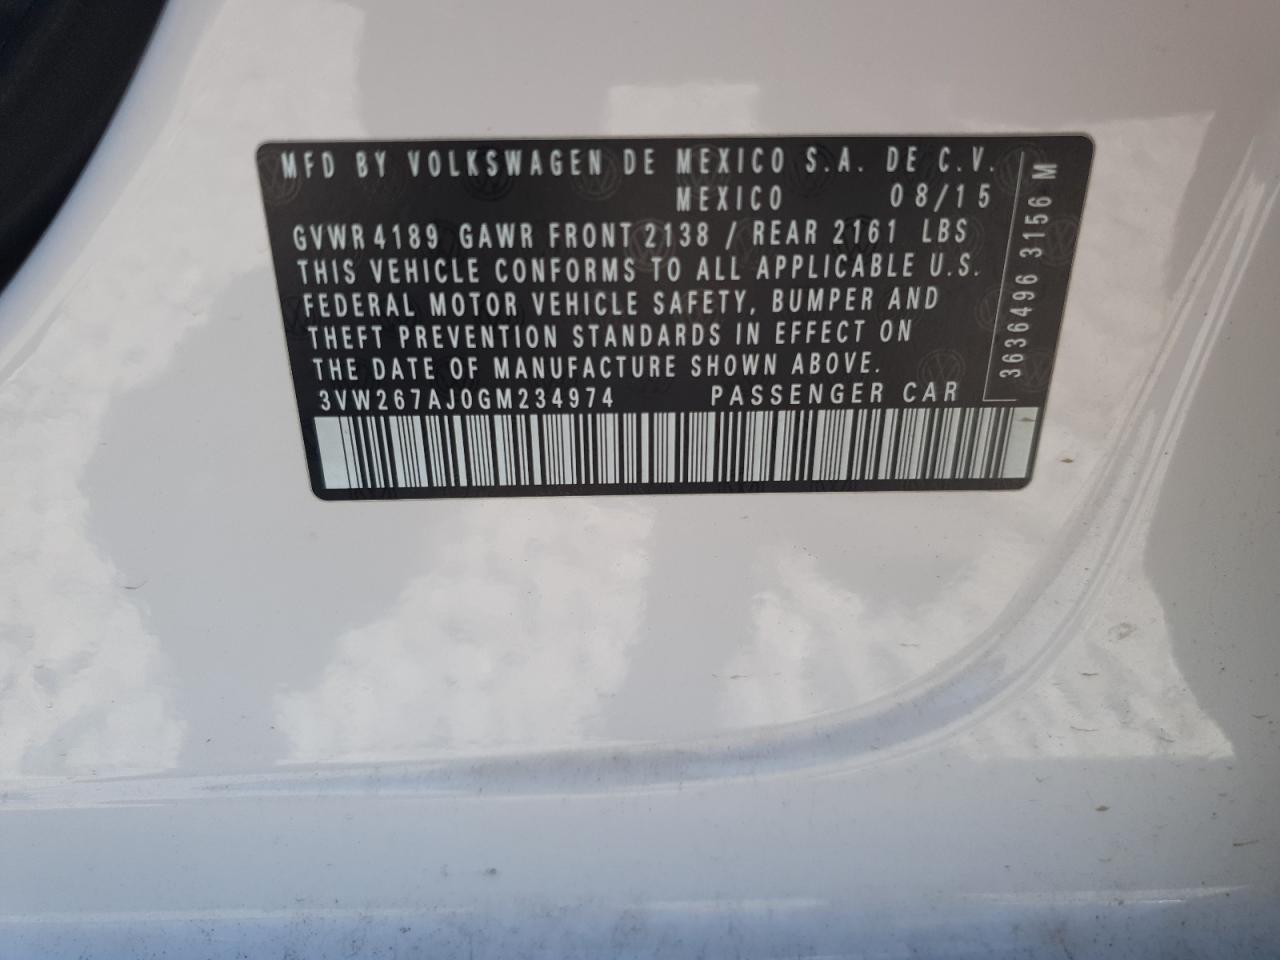 MFD BY VOLKSWAGEN DE MEXICO S.A. DE C.V.
MEXICO 08/15
GVWR 4189 GAWR FRONT 2138 / REAR 2161 LBS
THIS VEHICLE CONFORMS TO ALL APPLICABLE U.S.
FEDERAL MOTOR VEHICLE SAFETY, BUMPER AND
THEFT PREVENTION STANDARDS IN EFFECT ON
THE DATE OF MANUFACTURE SHOWN ABOVE.
3VW267AJ0GM234974 PASSENGER CAR
3636496 3156 M